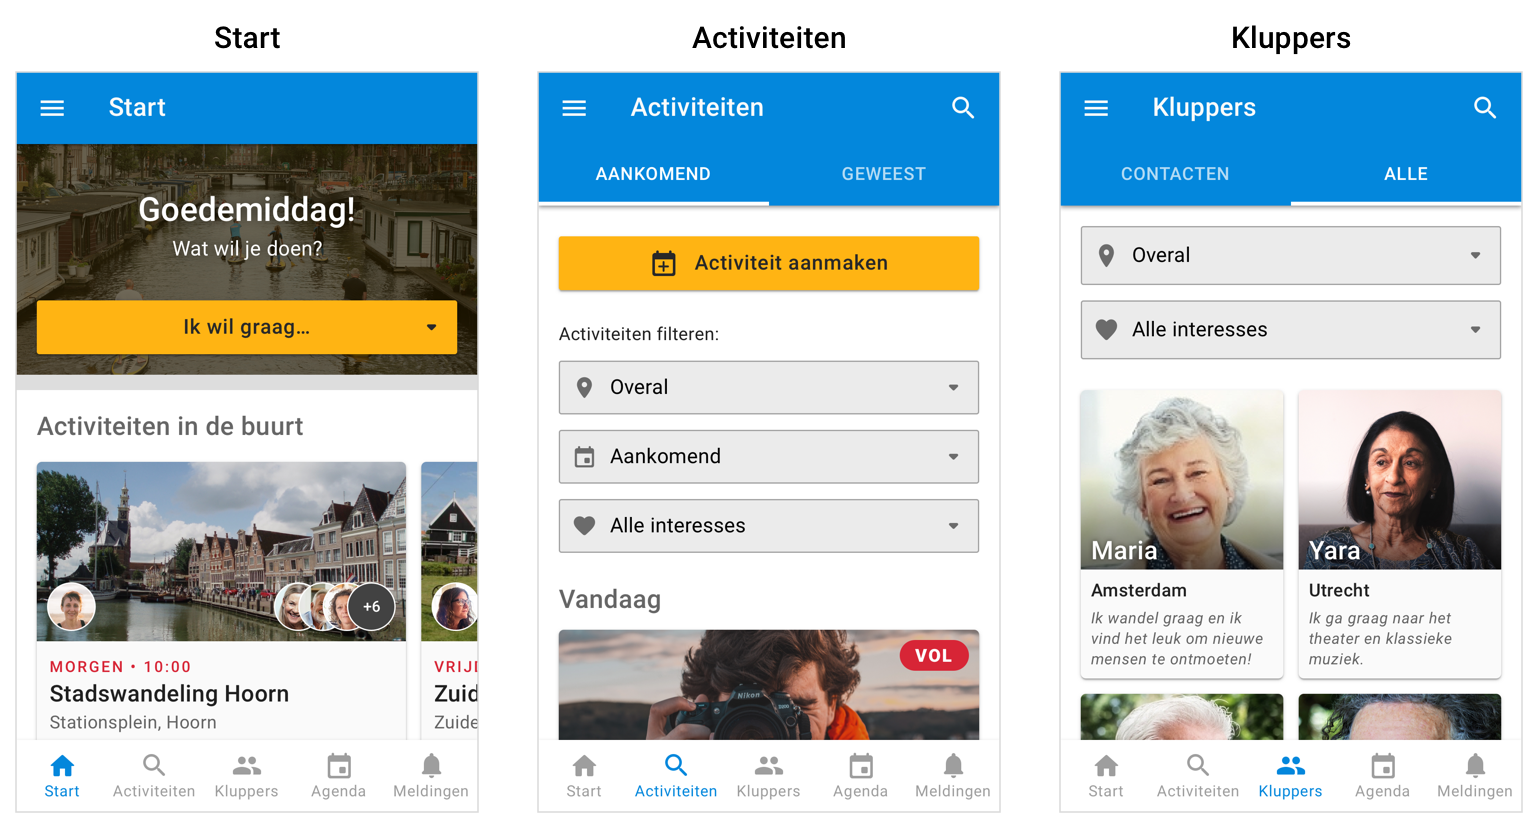 Start
Start
Goedemiddag!
Wat wil je doen?
Ik wil graag...
Activiteiten in de buurt
+6
MORGEN • 10:00
Stadswandeling Hoorn
Stationsplein, Hoorn
VRIJD
Zuid
Zuide
Start
Activiteiten
Kluppers
Agenda
Meldingen
Activiteiten
Activiteiten
AANKOMEND
GEWEEST
Activiteit aanmaken
Activiteiten filteren:
Overal
Aankomend
Alle interesses
Vandaag
VOL
Nikon
Start
Activiteiten
Kluppers
Agenda
Meldingen
Kluppers
Kluppers
CONTACTEN
ALLE
Overal
Alle interesses
Maria
Amsterdam
Ik wandel graag en ik
vind het leuk om nieuwe
mensen te ontmoeten!
Yara
Utrecht
Ik ga graag naar het
theater en klassieke
muziek.
Start
Activiteiten
Kluppers
Agenda
Meldingen